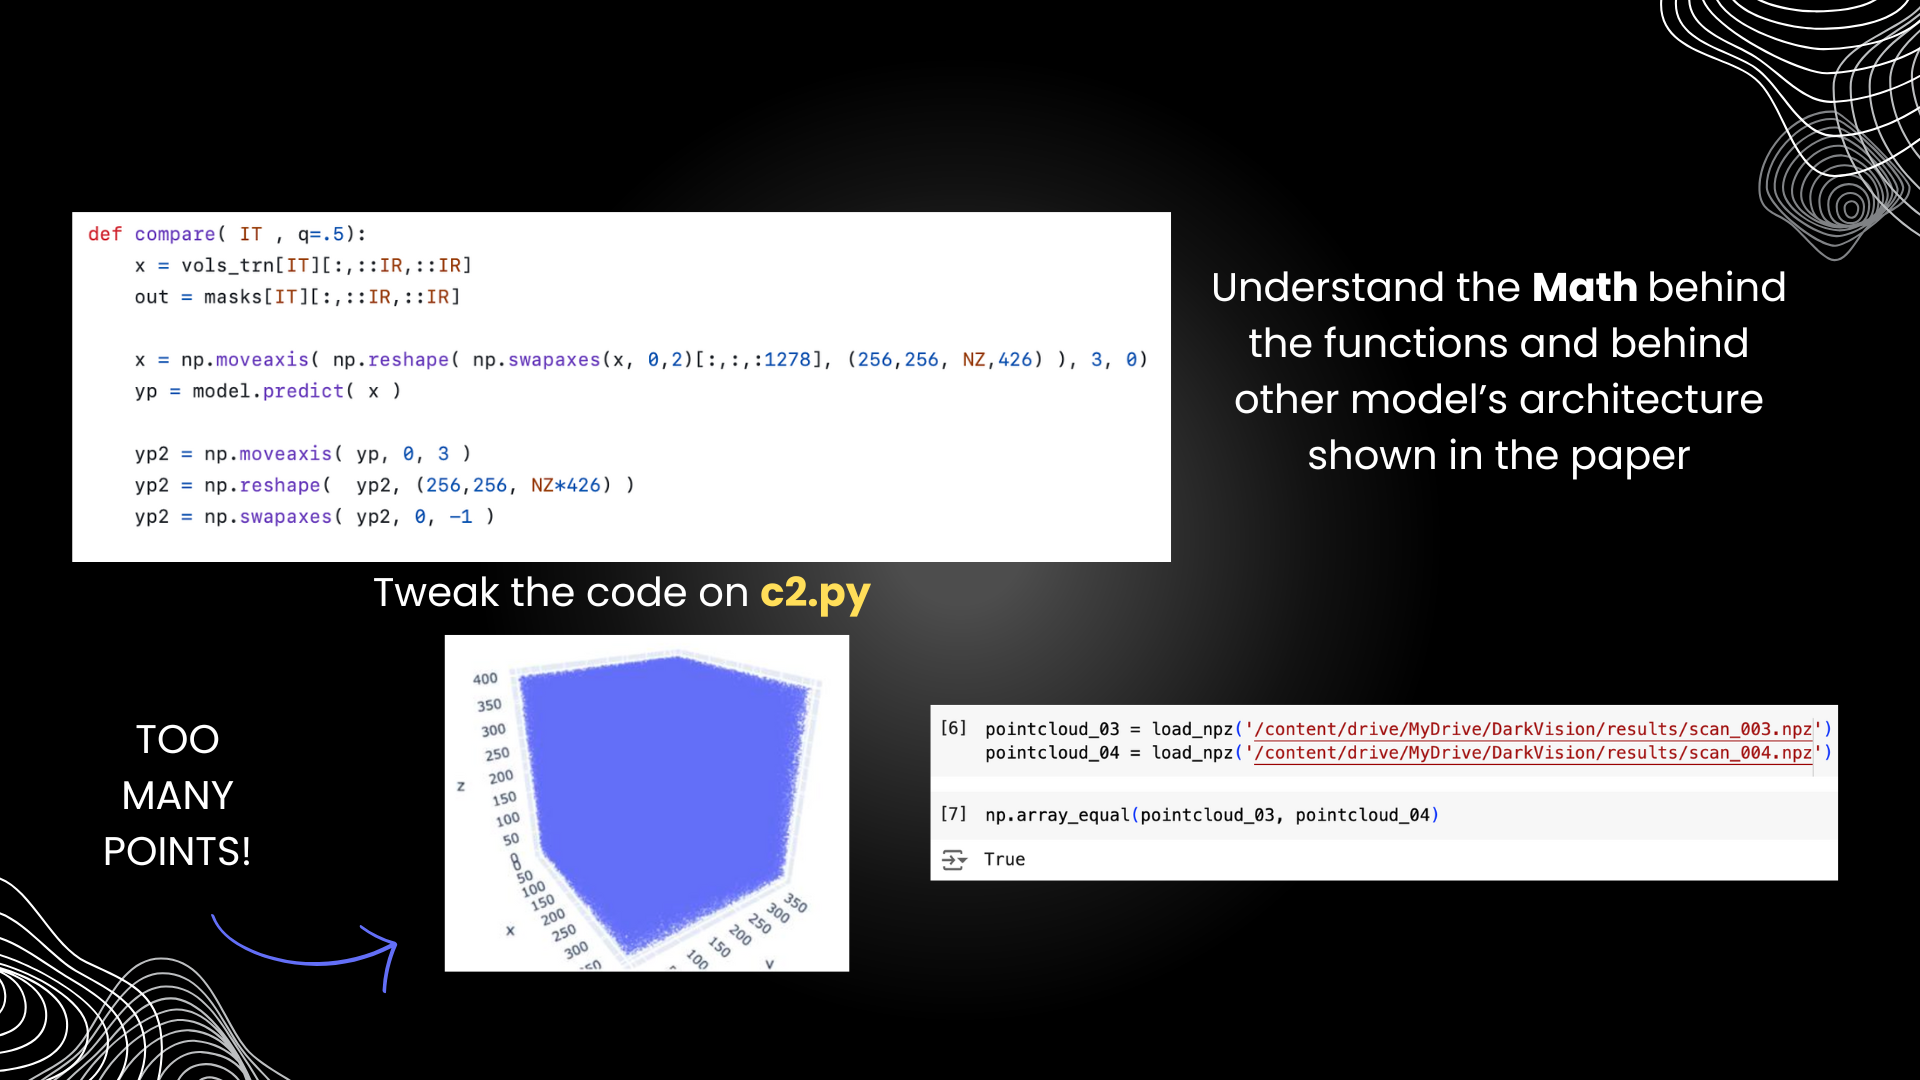 def compare( IT , q=.5):
x = vols_trn[IT][:,::IR,::IR]
out = masks[IT][:,::IR,::IR]
x = np.moveaxis( np.reshape( np.swapaxes(x, 0,2)[:,:,:1278], (256,256, NZ,426) ), 3, 0)
yp = model.predict( x )
yp2 = np.moveaxis( yp, 0, 3 )
yp2 = np.reshape(  yp2, (256,256, NZ*426) )
yp2 = np.swapaxes( yp2, 0, −1 )
Understand the Math behind
the functions and behind
other model’s architecture
shown in the paper
Tweak the code on c2.py
TOO
MANY
POINTS!
400
350
300
250
200
150
100
50
0
z
0
50
100
150
200
250
300
x
100
150
200
250
300
350
[6] pointcloud_03 = load_npz('/content/drive/MyDrive/DarkVision/results/scan_003.npz')
pointcloud_04 = load_npz('/content/drive/MyDrive/DarkVision/results/scan_004.npz')
[7] np.array_equal(pointcloud_03, pointcloud_04)
True